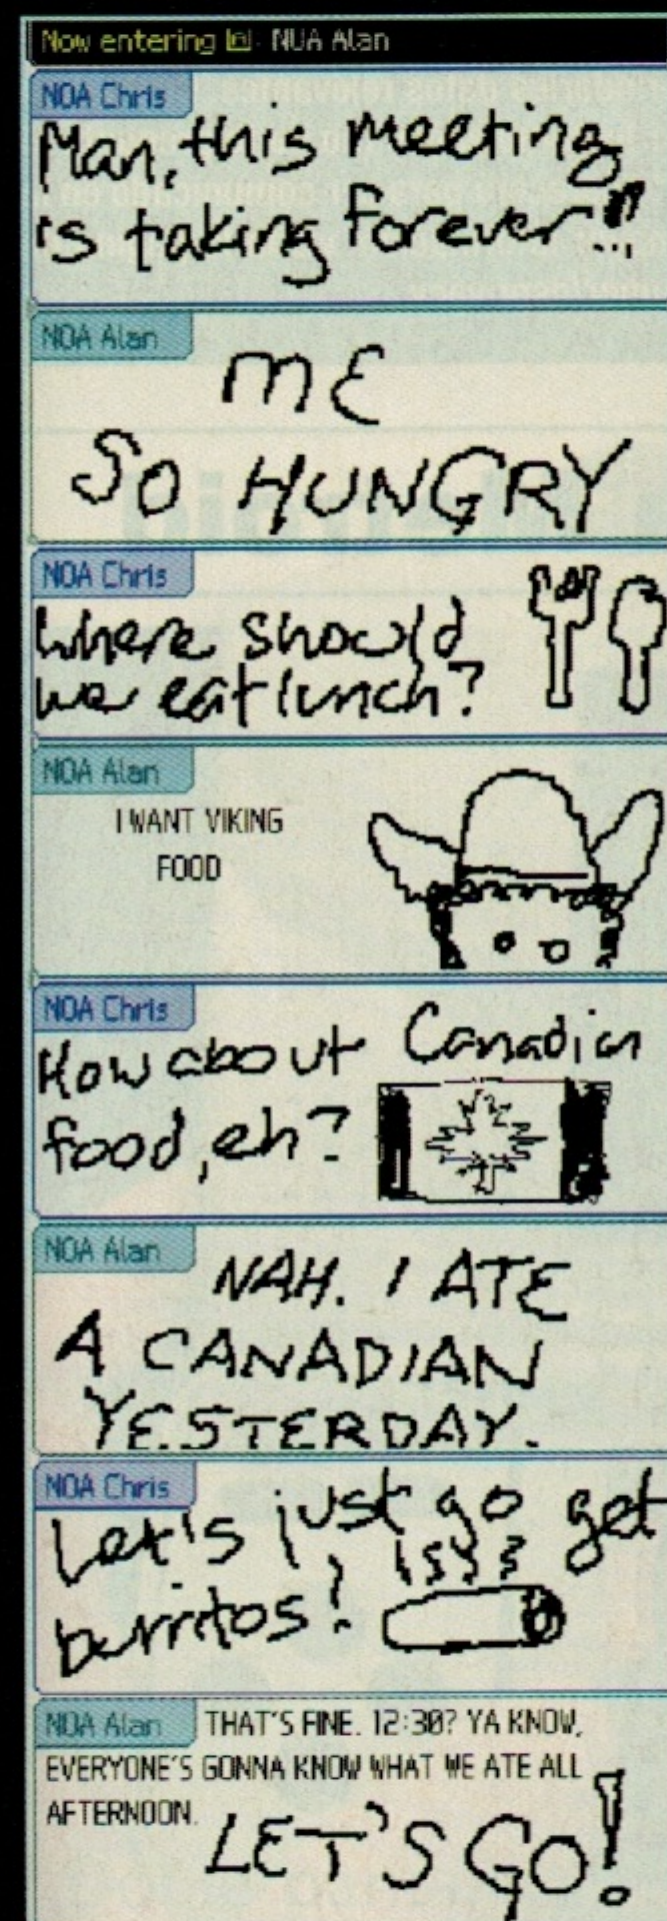 Now entering A: NOA Alan
NOA Chris
Man, this meeting
is taking forever!!
NOA Alan
ME
SO HUNGRY
NOA Chris
Where should
we eat lunch?
NOA Alan
I WANT VIKING
FOOD
NOA Chris
How about Canadian
food, eh?
NOA Alan
NAH. I ATE
A CANADIAN
YESTERDAY.
NOA Chris
Let's just go get
burritos!
NOA Alan
THAT'S FINE. 12:30? YA KNOW,
EVERYONE'S GONNA KNOW WHAT WE ATE ALL
AFTERNOON.
LET'S GO!